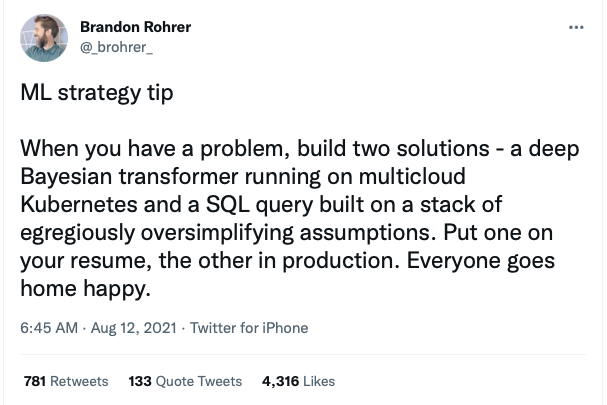 Brandon Rohrer
@_brohrer_
ML strategy tip
When you have a problem, build two solutions - a deep
Bayesian transformer running on multicloud
Kubernetes and a SQL query built on a stack of
egregiously oversimplifying assumptions. Put one on
your resume, the other in production. Everyone goes
home happy.
6:45 AM · Aug 12, 2021 · Twitter for iPhone
781 Retweets 133 Quote Tweets 4,316 Likes